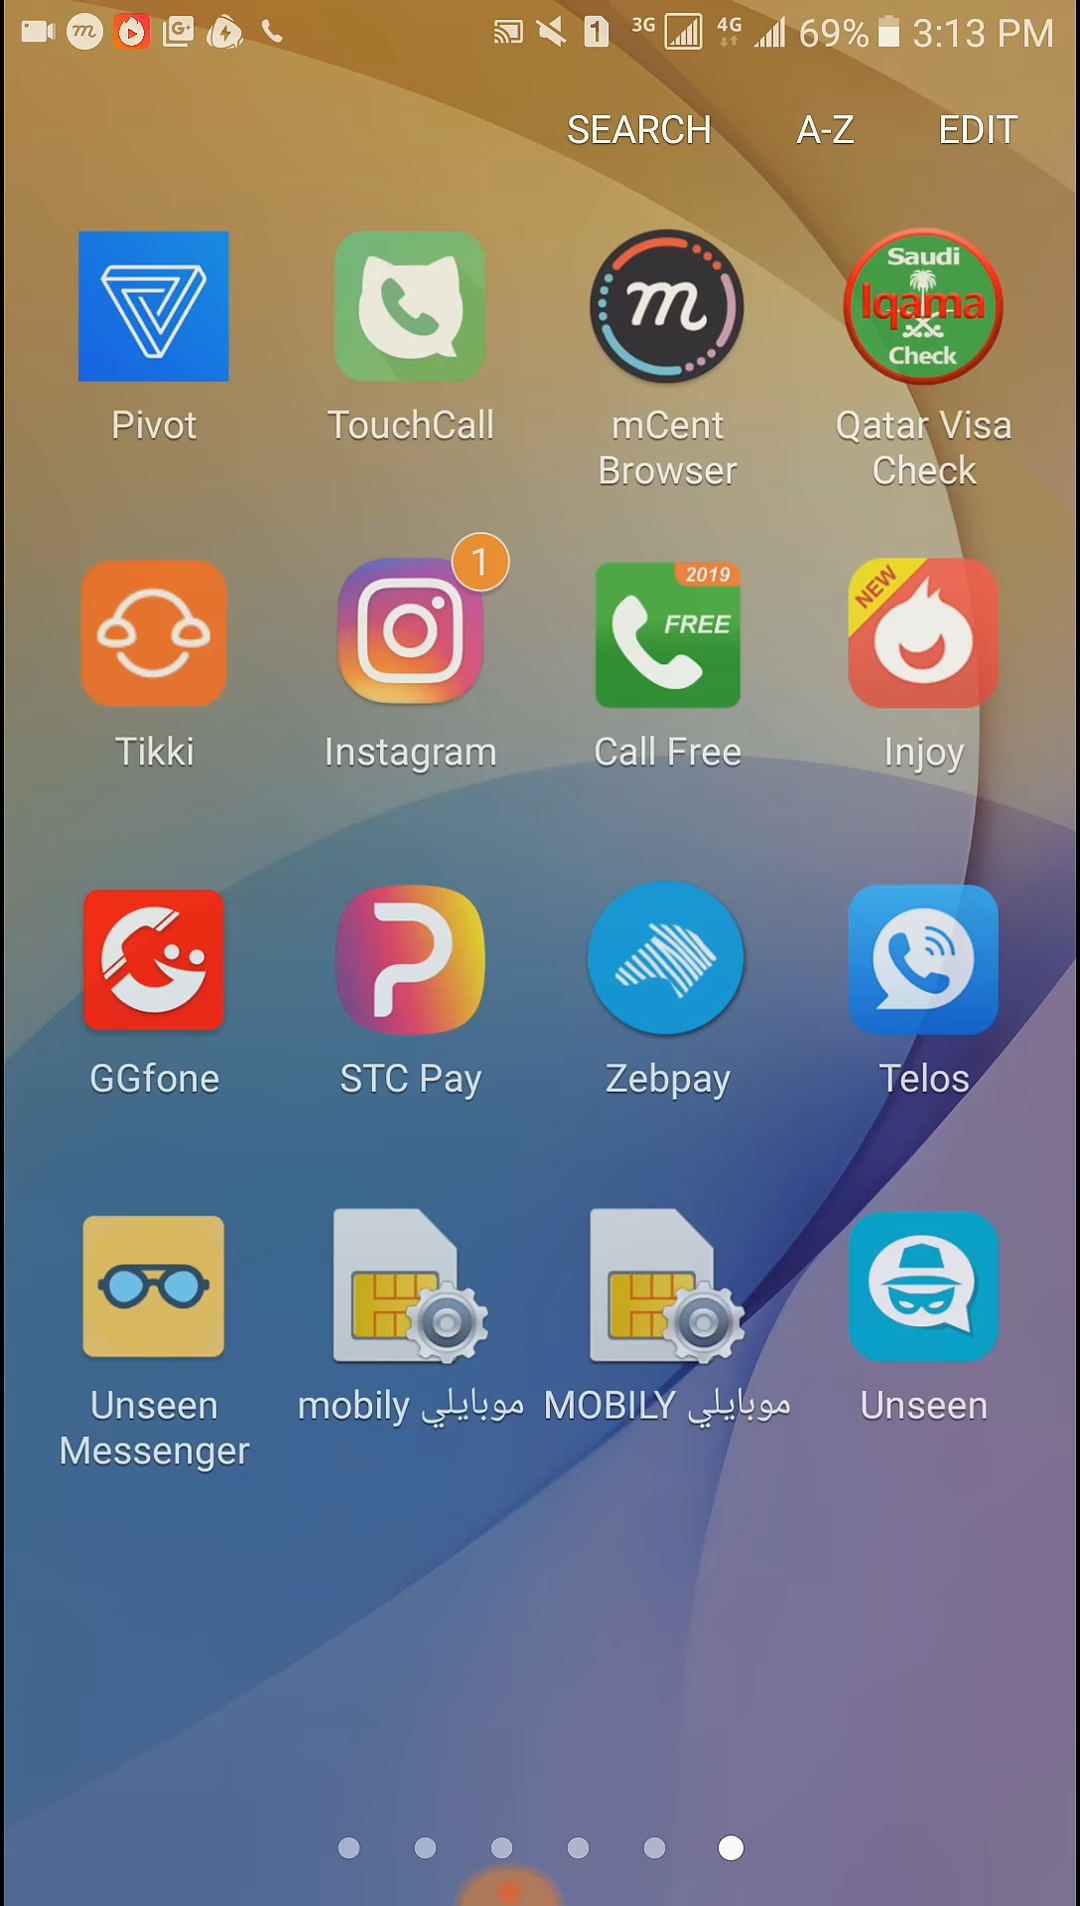 m G+ 1 3G 4G 69% 3:13 PM
SEARCH A-Z EDIT
m Saudi
Iqama
Check
Pivot TouchCall mCent Browser Qatar Visa Check
1 2019 FREE NEW
Tikki Instagram Call Free Injoy
GGfone STC Pay Zebpay Telos
Unseen Messenger mobily موبايلي MOBILY موبايلي Unseen